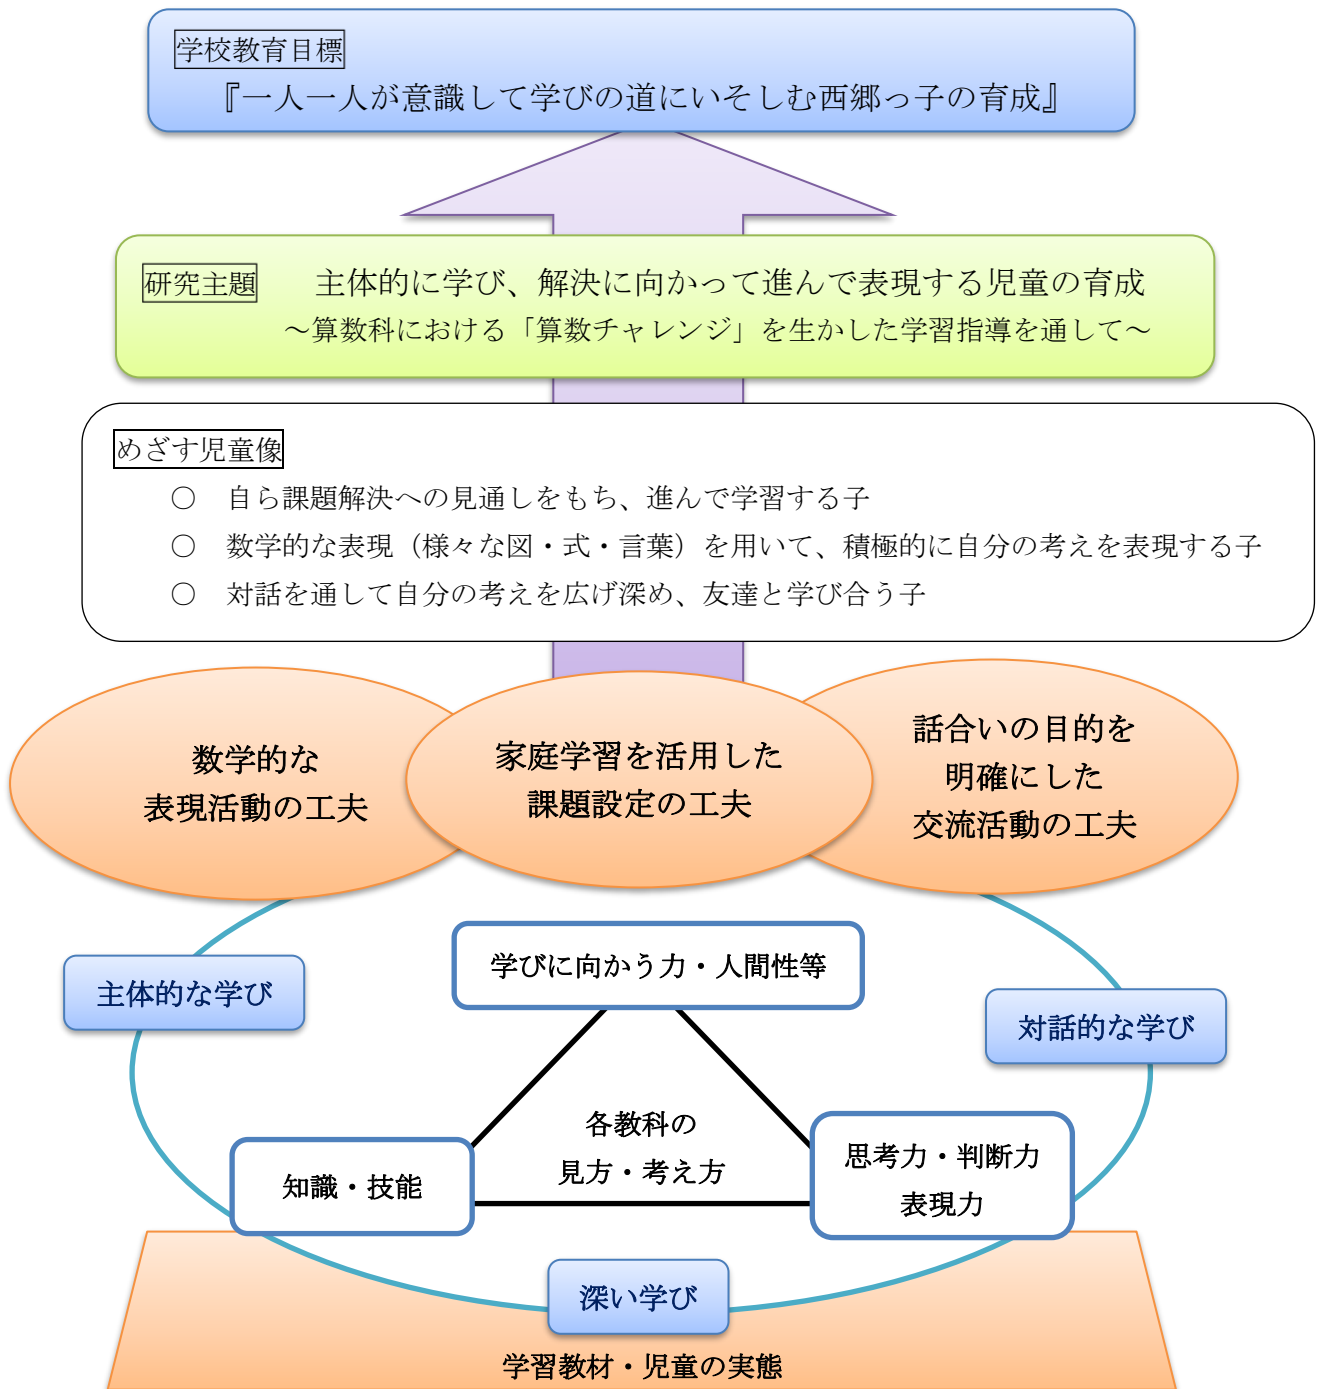 学校教育目標
『一人一人が意識して学びの道にいそしむ西郷っ子の育成』
研究主題　主体的に学び、解決に向かって進んで表現する児童の育成
～算数科における「算数チャレンジ」を生かした学習指導を通して～
めざす児童像
○　自ら課題解決への見通しをもち、進んで学習する子
○　数学的な表現（様々な図・式・言葉）を用いて、積極的に自分の考えを表現する子
○　対話を通して自分の考えを広げ深め、友達と学び合う子
数学的な
表現活動の工夫
家庭学習を活用した
課題設定の工夫
話合いの目的を
明確にした
交流活動の工夫
学びに向かう力・人間性等
主体的な学び
対話的な学び
各教科の
見方・考え方
知識・技能
思考力・判断力
表現力
深い学び
学習教材・児童の実態